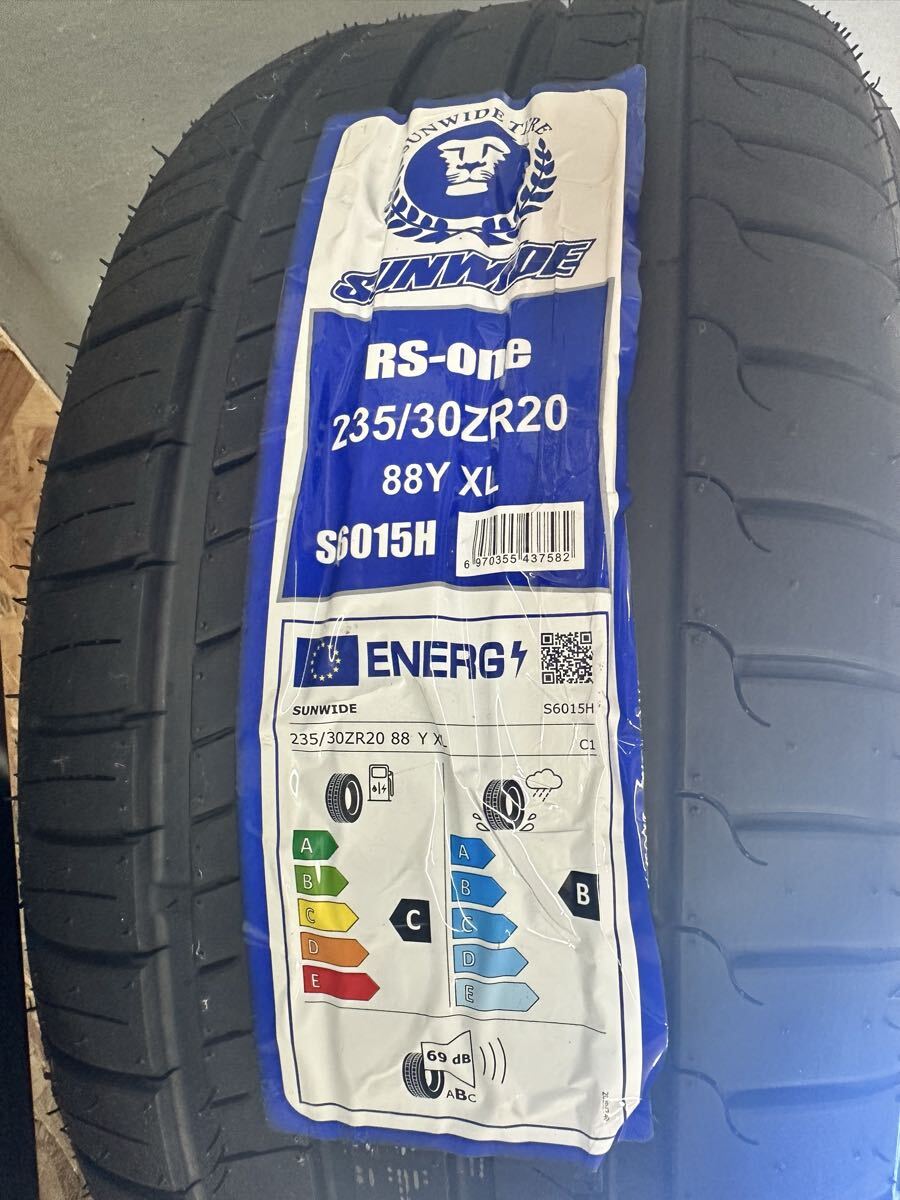 SUNWIDE TYRE
SUNWIDE
RS-one
235/30ZR20
88Y XL
S6015H
6 970355 437582
ENERG
SUNWIDE S6015H
235/30ZR20 88 Y XL C1
A
B
C
D
E
C
A
B
C
D
E
B
69 dB
ABC